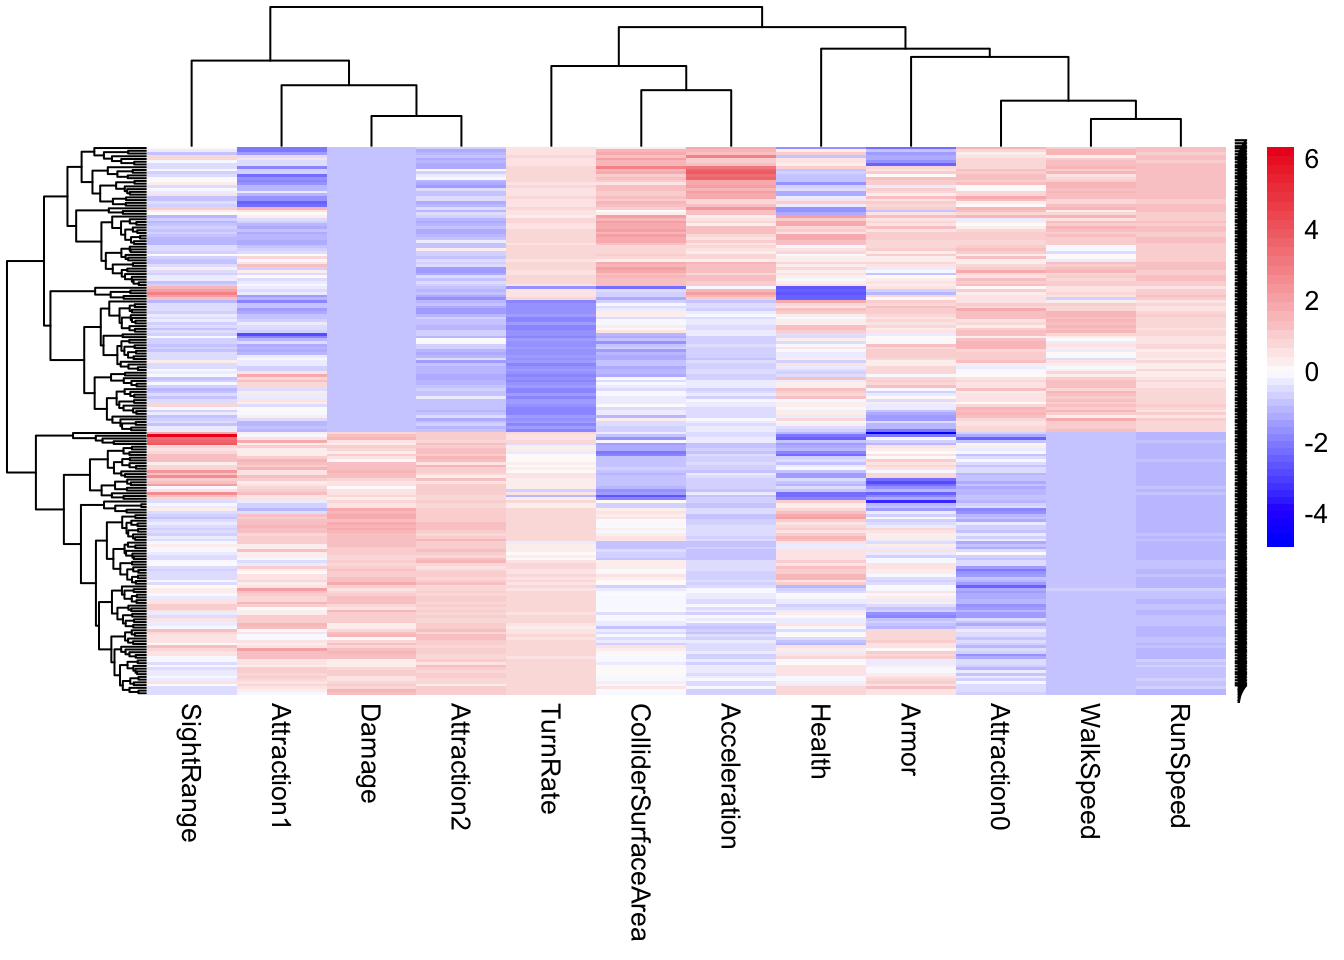 6
4
2
0
-2
-4
SightRange
Attraction1
Damage
Attraction2
TurnRate
ColliderSurfaceArea
Acceleration
Health
Armor
Attraction0
WalkSpeed
RunSpeed